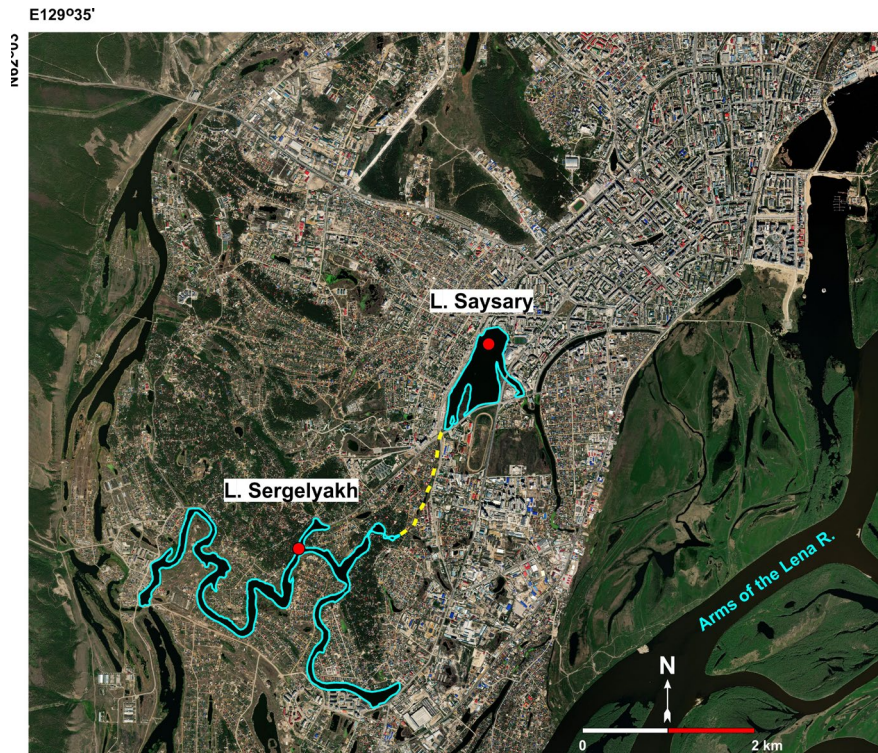 E129º35'
L. Saysary
L. Sergelyakh
Arms of the Lena R.
N
0
2 km